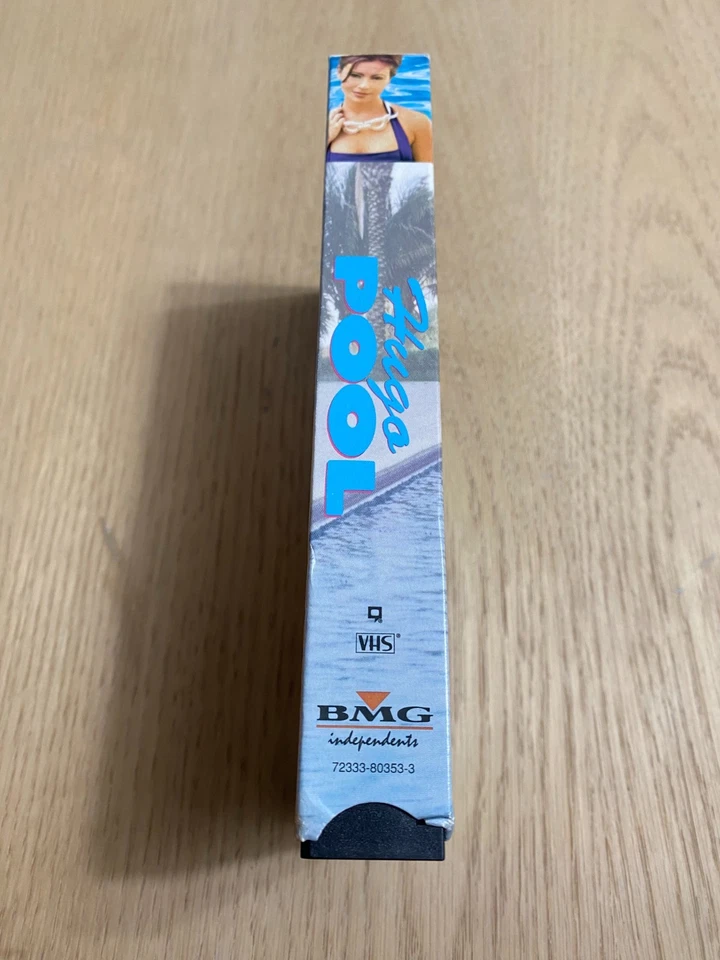 Hugo
POOL
VHS®
BMG
independents
72333-80353-3